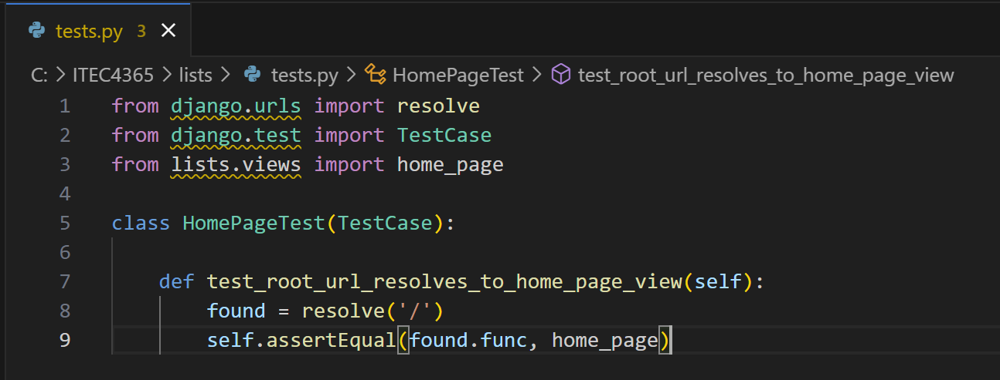 tests.py 3
C: > ITEC4365 > lists > tests.py > HomePageTest > test_root_url_resolves_to_home_page_view
1 from django.urls import resolve
2 from django.test import TestCase
3 from lists.views import home_page
4
5 class HomePageTest(TestCase):
6
7     def test_root_url_resolves_to_home_page_view(self):
8         found = resolve('/')
9         self.assertEqual(found.func, home_page)